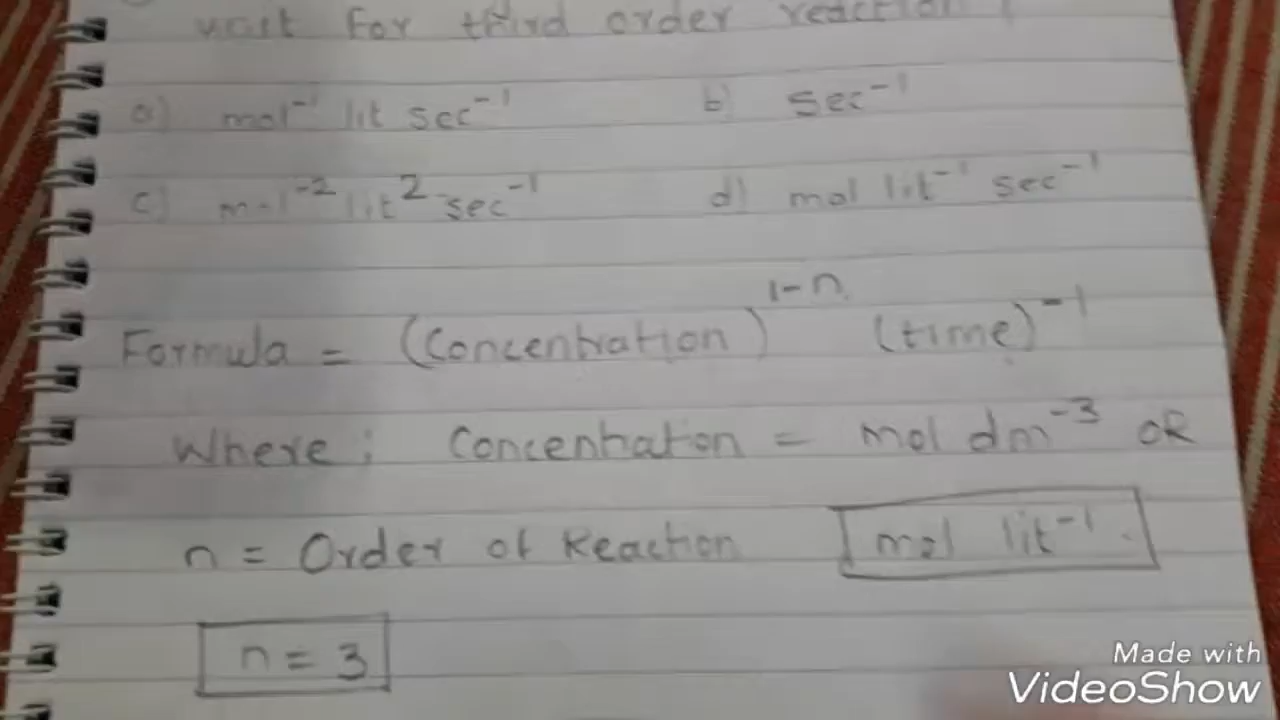 unit for third order reaction
a) mol⁻¹ lit sec⁻¹ b) sec⁻¹
c) mol⁻² lit² sec⁻¹ d) mol lit⁻¹ sec⁻¹
Formula = (Concentration)¹⁻ⁿ (time)⁻¹
Where; Concentration = mol dm⁻³ OR
n = Order of Reaction mol lit⁻¹.
n = 3
Made with
VideoShow